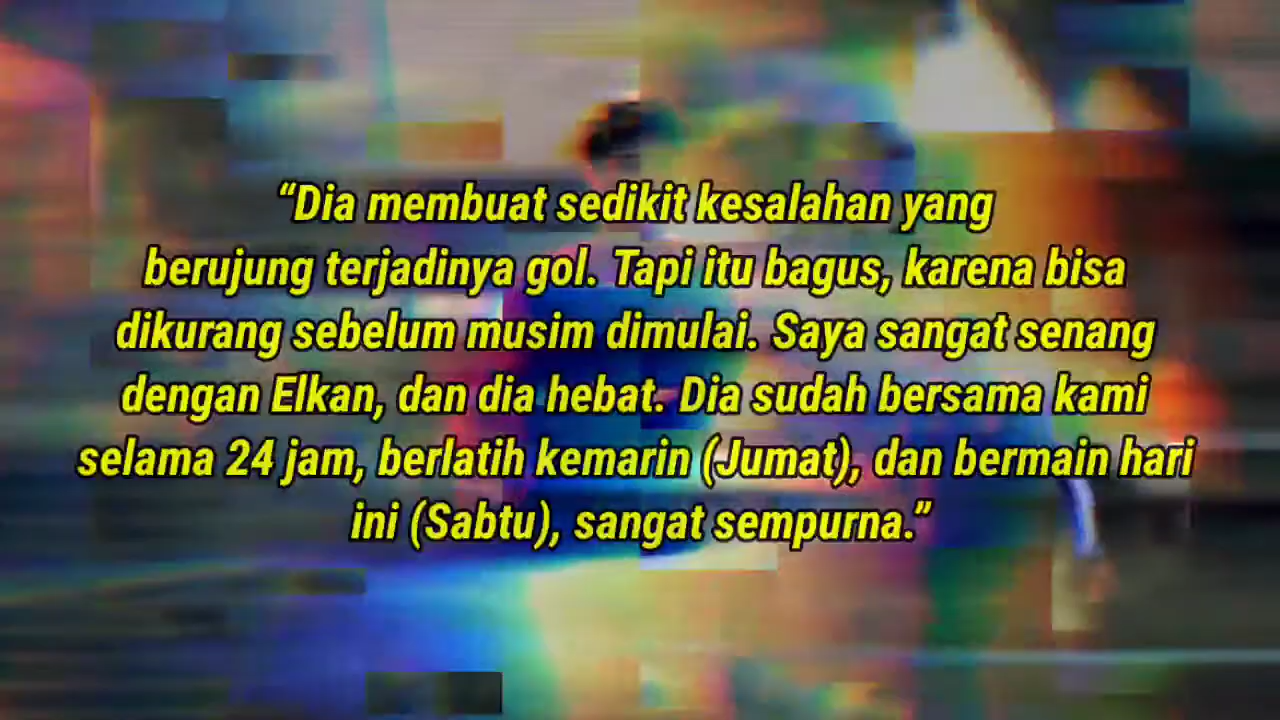 “Dia membuat sedikit kesalahan yang
berujung terjadinya gol. Tapi itu bagus, karena bisa
dikurang sebelum musim dimulai. Saya sangat senang
dengan Elkan, dan dia hebat. Dia sudah bersama kami
selama 24 jam, berlatih kemarin (Jumat), dan bermain hari
ini (Sabtu), sangat sempurna.”